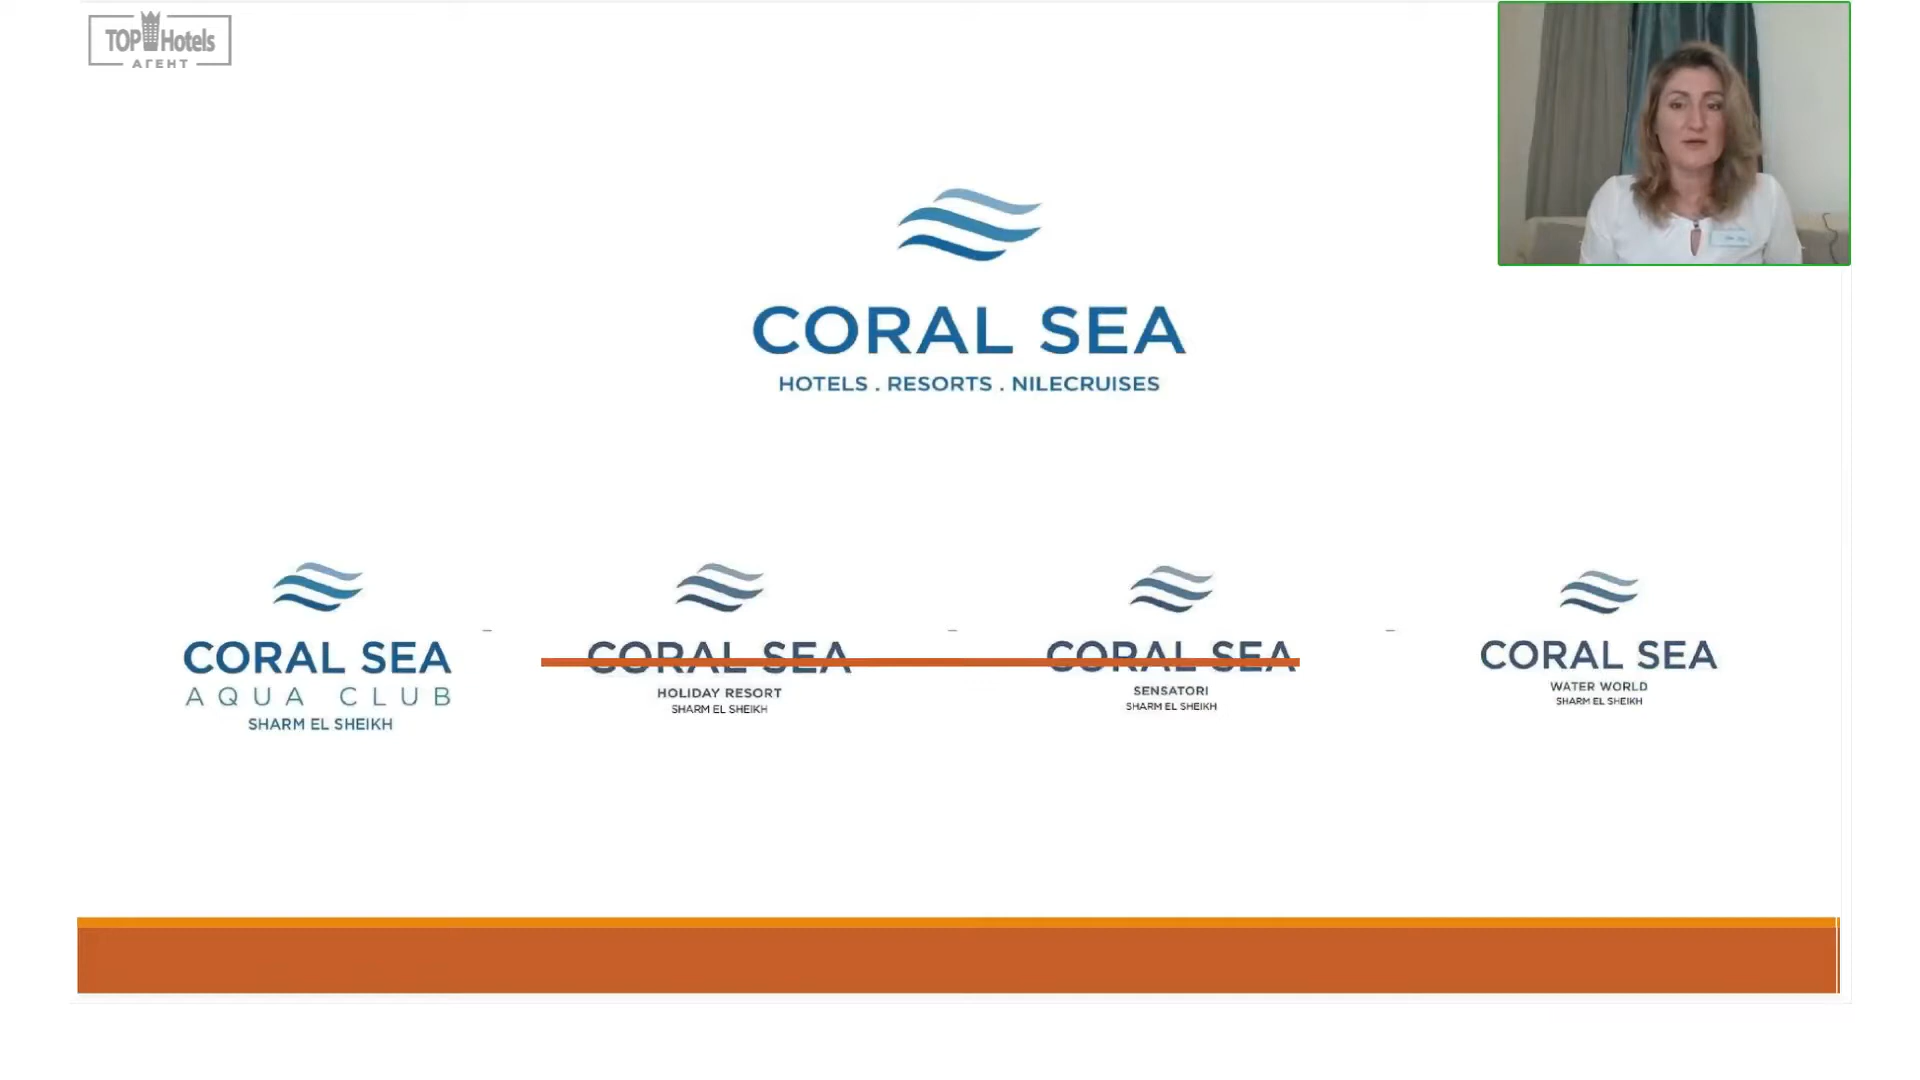 TOP Hotels
АГЕНТ
CORAL SEA
HOTELS . RESORTS . NILECRUISES
CORAL SEA
AQUA CLUB
SHARM EL SHEIKH
CORAL SEA
HOLIDAY RESORT
SHARM EL SHEIKH
CORAL SEA
SENSATORI
SHARM EL SHEIKH
CORAL SEA
WATER WORLD
SHARM EL SHEIKH